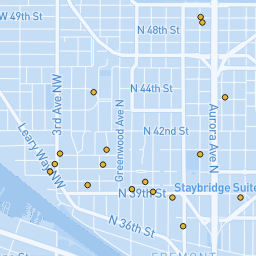 W 49th St
N 48th St
3rd Ave NW
Greenwood Ave N
N 44th St
Aurora Ave N
N 42nd St
Leary Way NW
Staybridge Suite
N 39th St
N 36th St
FREMONT